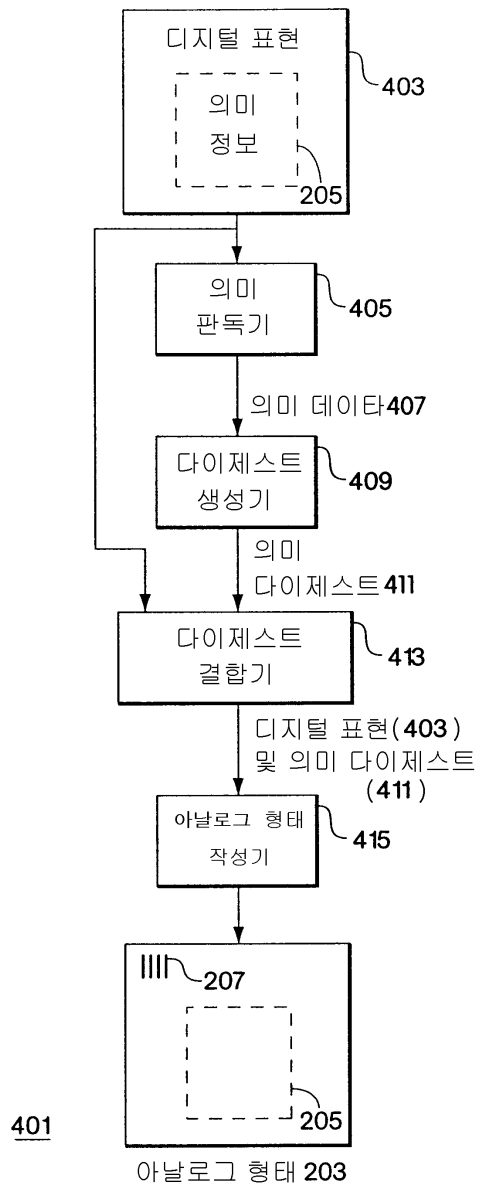 디지털 표현
403
의미
정보
205
의미
판독기
405
의미 데이타407
다이제스트
생성기
409
의미
다이제스트411
다이제스트
결합기
413
디지털 표현(403)
및 의미 다이제스트
(411)
아날로그 형태
작성기
415
207
205
401
아날로그 형태 203